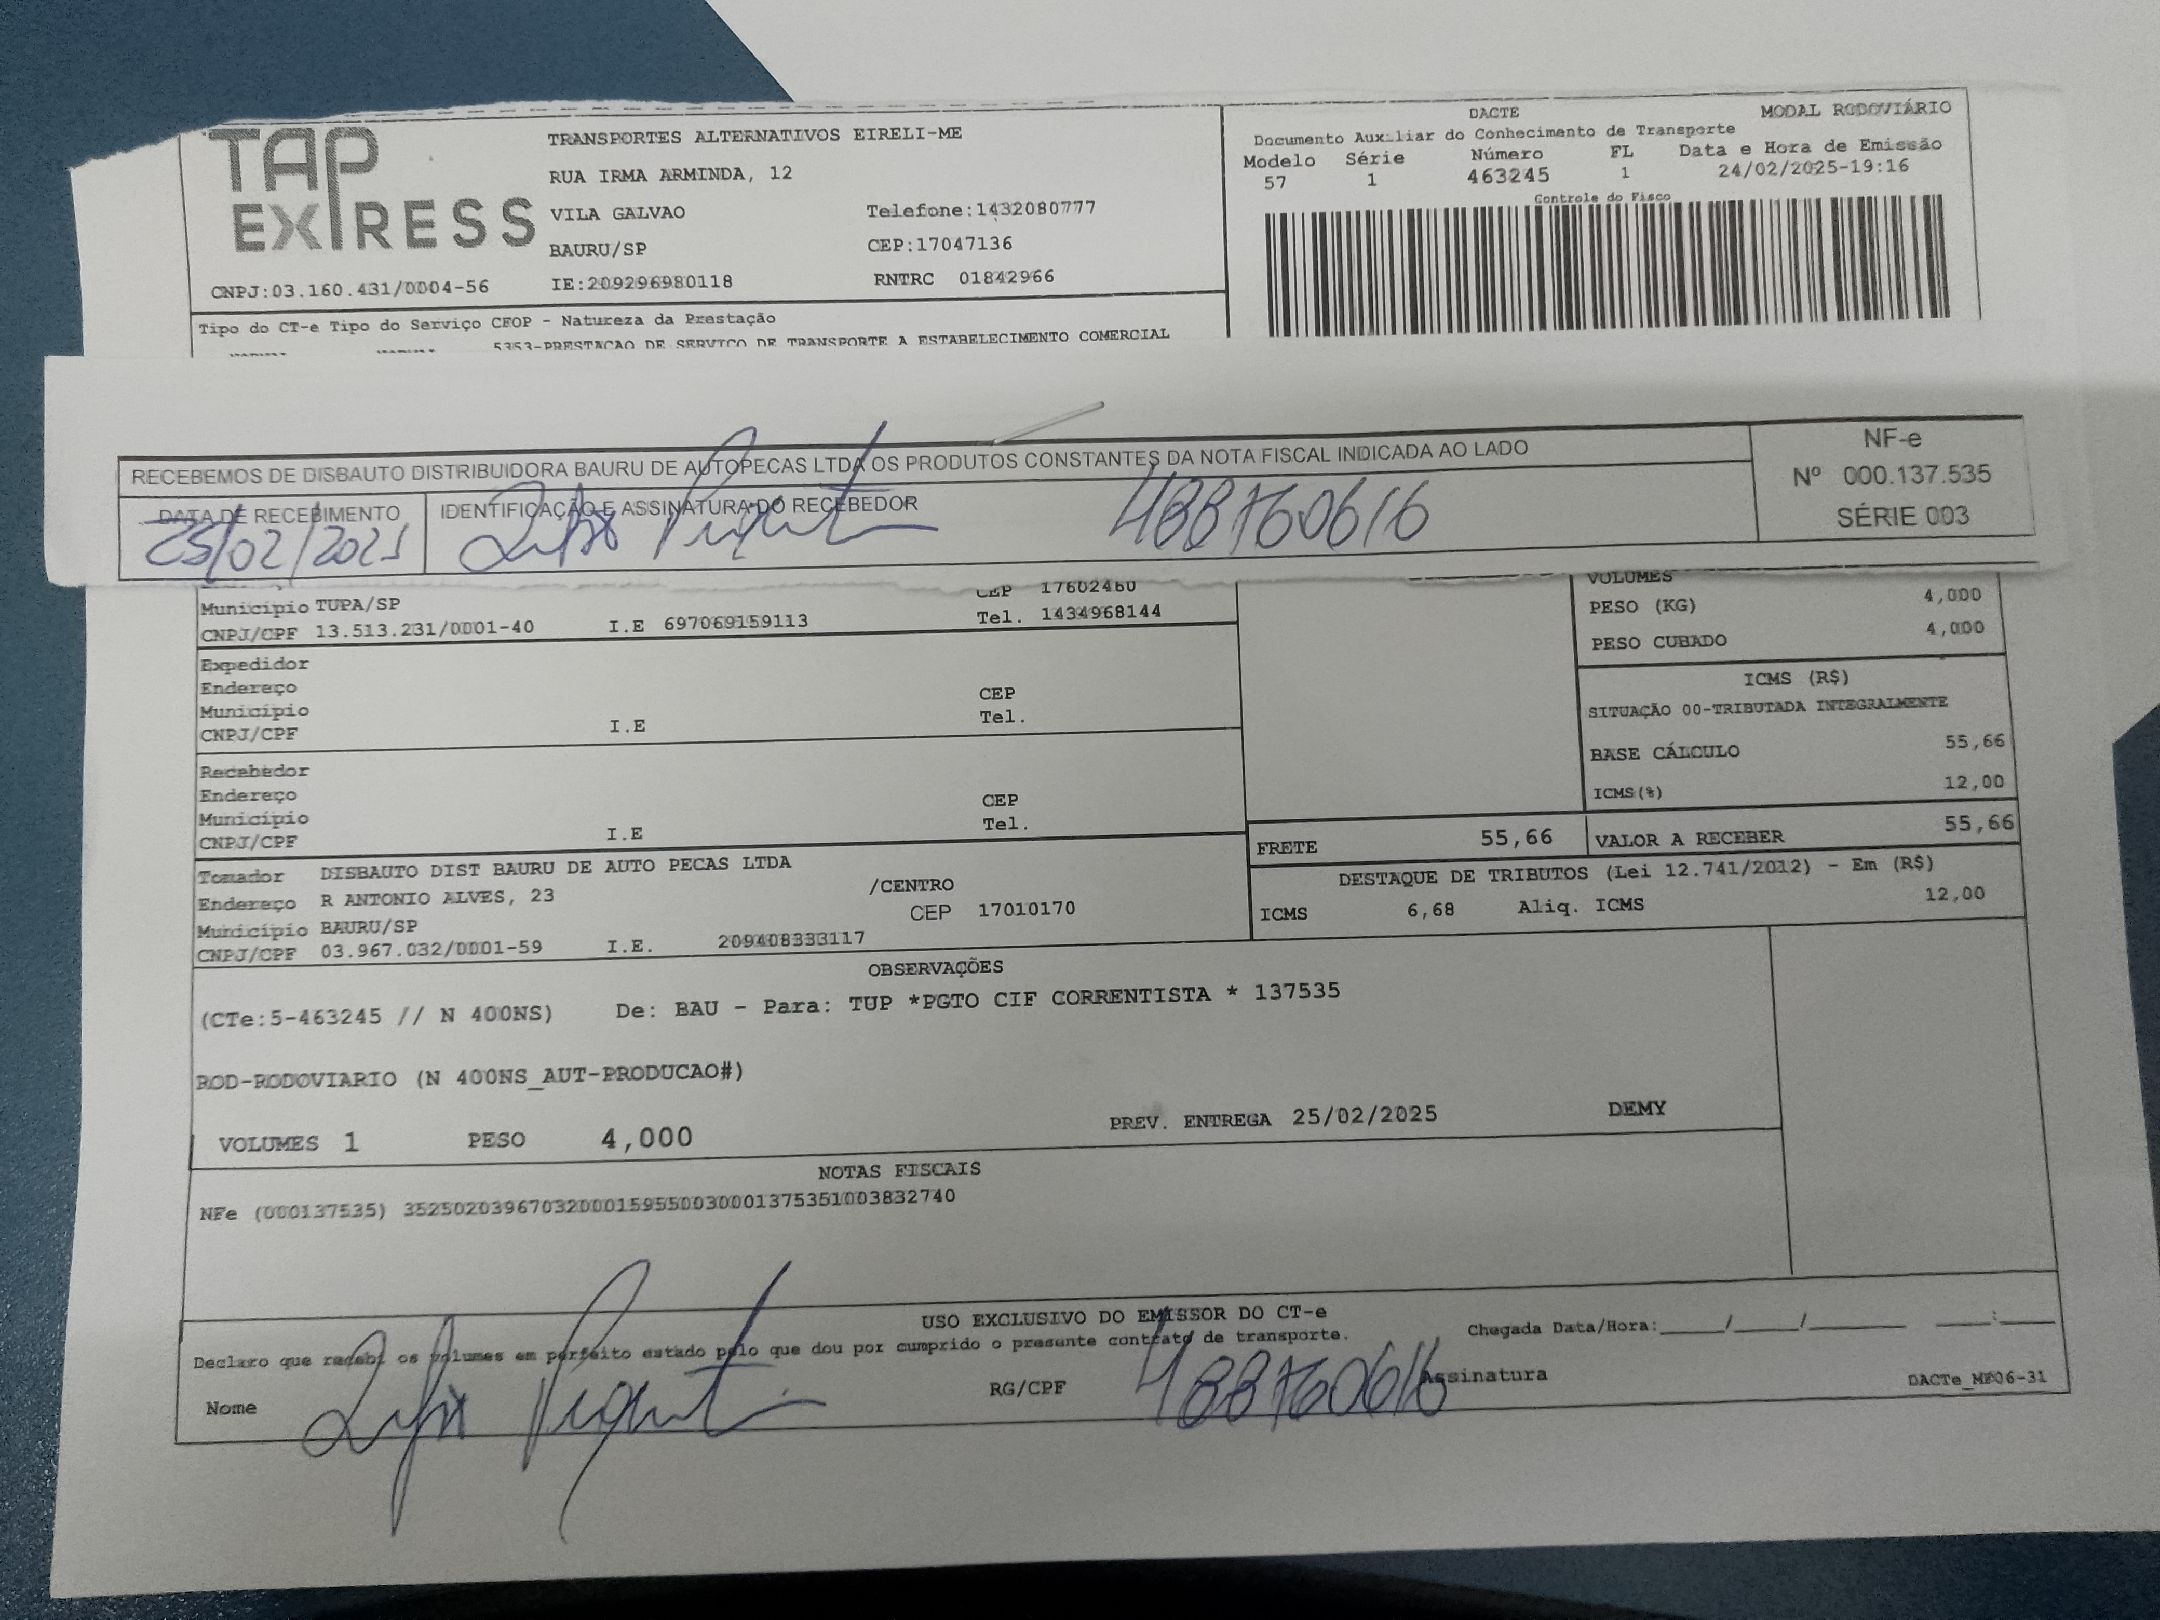 TAP EXPRESS
TRANSPORTES ALTERNATIVOS EIRELI-ME
RUA IRMA ARMINDA, 12
VILA GALVAO Telefone:1432080777
BAURU/SP CEP:17047136
CNPJ:03.160.431/0004-56 IE:209296980118 RNTRC 01842966
DACTE MODAL RODOVIÁRIO
Documento Auxiliar do Conhecimento de Transporte
Modelo Série Número FL Data e Hora de Emissão
57 1 463245 1 24/02/2025-19:16
Controle do Fisco
Tipo do CT-e Tipo do Serviço CFOP - Natureza da Prestação
5353-PRESTACAO DE SERVICO DE TRANSPORTE A ESTABELECIMENTO COMERCIAL
RECEBEMOS DE DISBAUTO DISTRIBUIDORA BAURU DE AUTOPECAS LTDA OS PRODUTOS CONSTANTES DA NOTA FISCAL INDICADA AO LADO
NF-e
Nº 000.137.535
SÉRIE 003
DATA DE RECEBIMENTO IDENTIFICAÇÃO E ASSINATURA DO RECEBEDOR
25/02/2025 488760616
CEP 17602460
Município TUPA/SP
CNPJ/CPF 13.513.231/0001-40 I.E 697069159113 Tel. 1434968144
VOLUMES
PESO (KG) 4,000
PESO CUBADO 4,000
Expedidor
Endereço CEP
Município Tel.
CNPJ/CPF I.E
ICMS (R$)
SITUAÇÃO 00-TRIBUTADA INTEGRALMENTE
BASE CÁLCULO 55,66
ICMS(%) 12,00
Recebedor
Endereço CEP
Município Tel.
CNPJ/CPF I.E
FRETE 55,66 VALOR A RECEBER 55,66
Tomador DISBAUTO DIST BAURU DE AUTO PECAS LTDA
Endereço R ANTONIO ALVES, 23 /CENTRO
Município BAURU/SP CEP 17010170
CNPJ/CPF 03.967.032/0001-59 I.E. 209408333117
DESTAQUE DE TRIBUTOS (Lei 12.741/2012) - Em (R$)
ICMS 6,68 Aliq. ICMS 12,00
OBSERVAÇÕES
(CTe:5-463245 // N 400NS) De: BAU - Para: TUP *PGTO CIF CORRENTISTA * 137535
ROD-RODOVIARIO (N 400NS_AUT-PRODUCAO#)
VOLUMES 1 PESO 4,000 PREV. ENTREGA 25/02/2025 DEMY
NOTAS FISCAIS
NFe (000137535) 35250203967032000159550030001375351003832740
USO EXCLUSIVO DO EMISSOR DO CT-e
Declaro que recebi os volumes em perfeito estado pelo que dou por cumprido o presente contrato de transporte. Chegada Data/Hora:____/____/______ ____:____
Nome RG/CPF 488760616 Assinatura DACTe_MF06-31